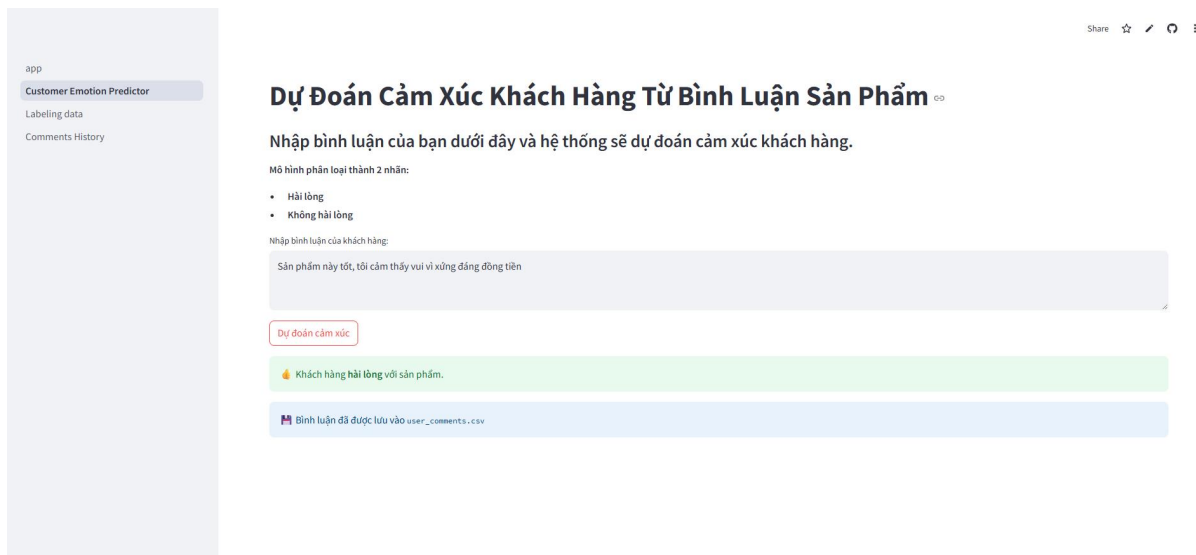 Share
app
Customer Emotion Predictor
Labeling data
Comments History
Dự Đoán Cảm Xúc Khách Hàng Từ Bình Luận Sản Phẩm
Nhập bình luận của bạn dưới đây và hệ thống sẽ dự đoán cảm xúc khách hàng.
Mô hình phân loại thành 2 nhãn:
• Hài lòng
• Không hài lòng
Nhập bình luận của khách hàng:
Sản phẩm này tốt, tôi cảm thấy vui vì xứng đáng đồng tiền
Dự đoán cảm xúc
👍 Khách hàng hài lòng với sản phẩm.
💾 Bình luận đã được lưu vào user_comments.csv